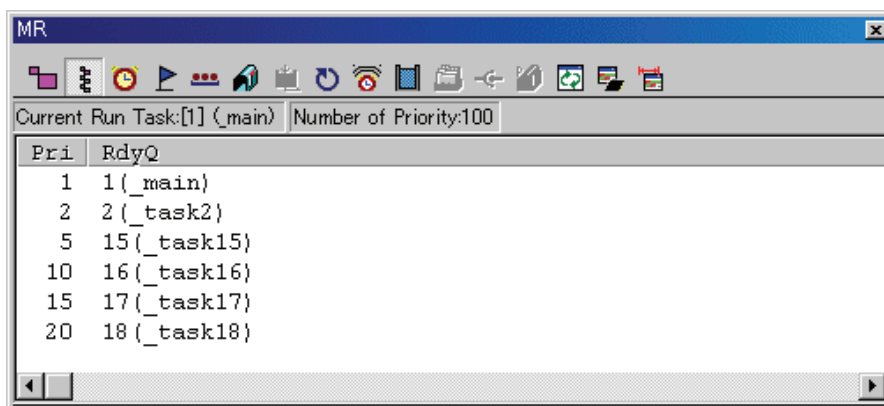 MR
Current Run Task:[1] (_main) Number of Priority:100
Pri RdyQ
1 1(_main)
2 2(_task2)
5 15(_task15)
10 16(_task16)
15 17(_task17)
20 18(_task18)